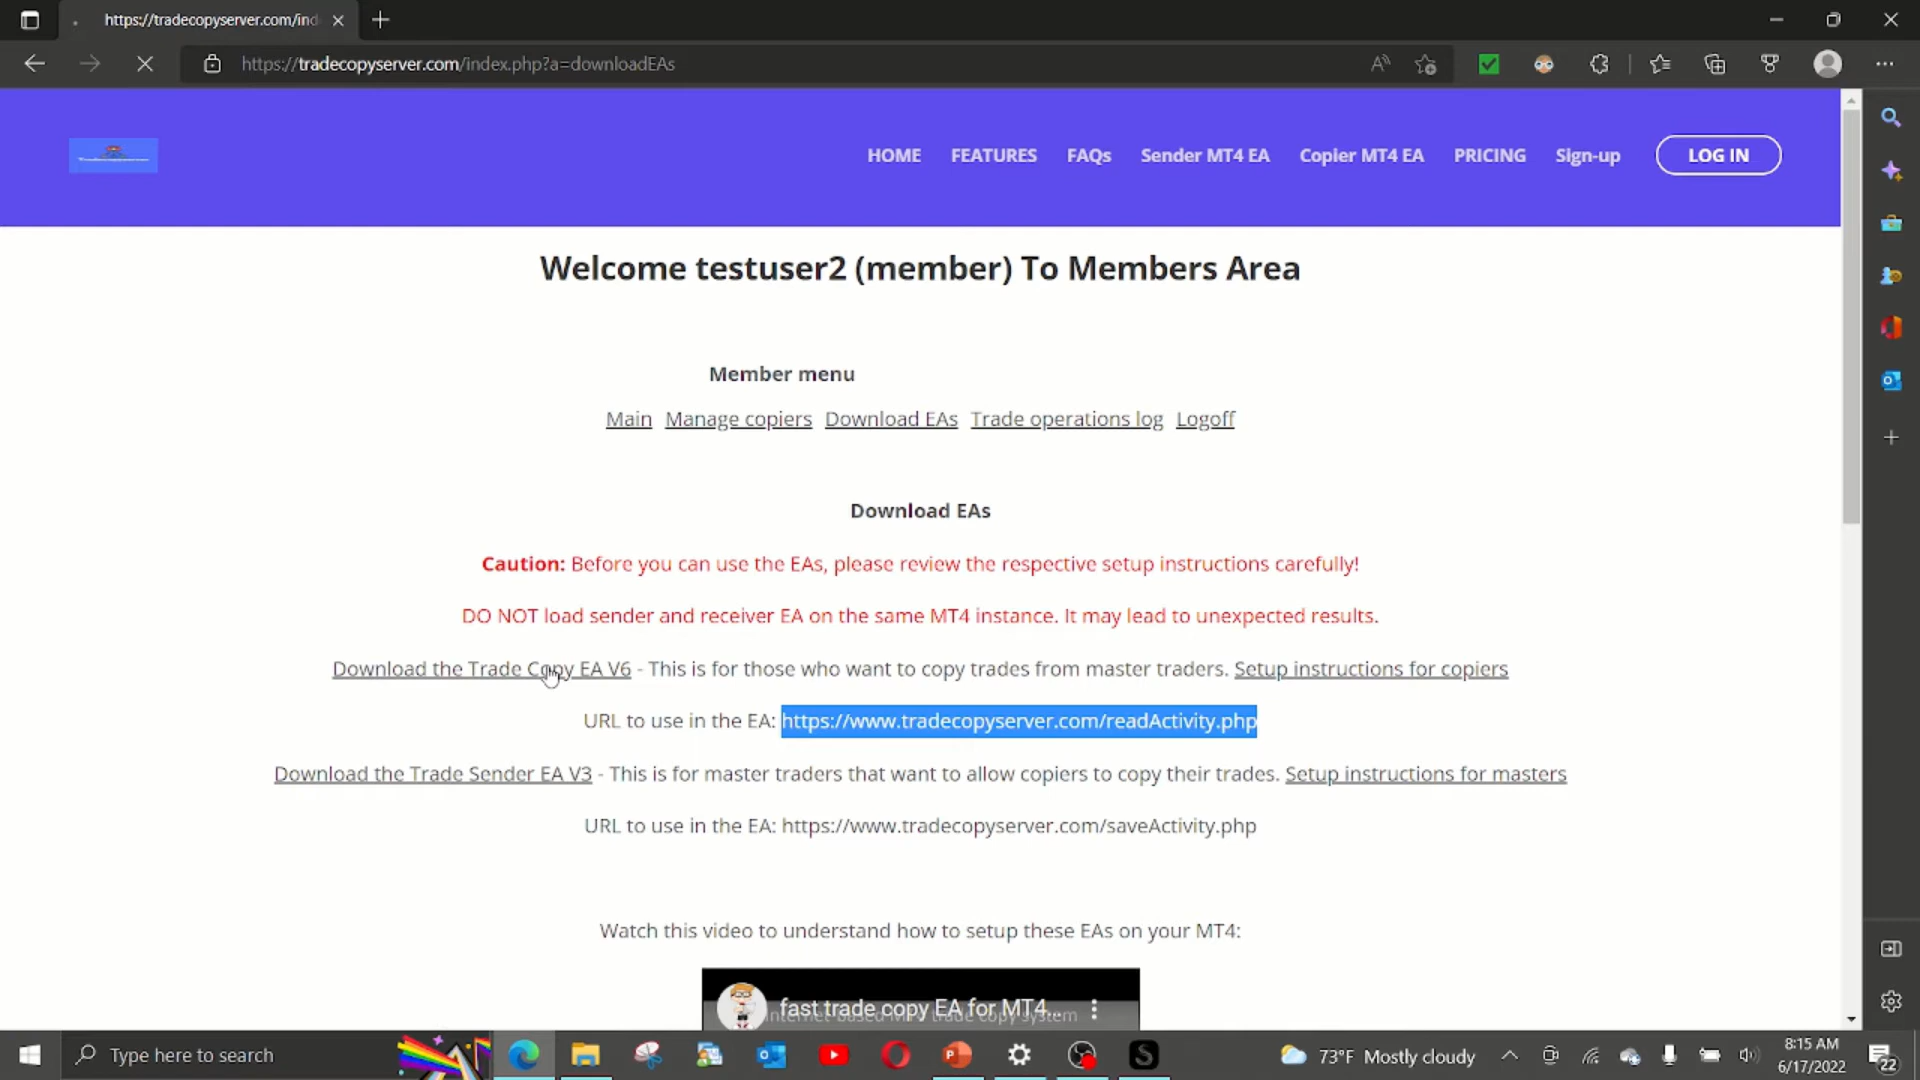 https://tradecopyserver.com/ind
https://tradecopyserver.com/index.php?a=downloadEAs
HOME FEATURES FAQs Sender MT4 EA Copier MT4 EA PRICING Sign-up LOG IN
Welcome testuser2 (member) To Members Area
Member menu
Main Manage copiers Download EAs Trade operations log Logoff
Download EAs
Caution: Before you can use the EAs, please review the respective setup instructions carefully!
DO NOT load sender and receiver EA on the same MT4 instance. It may lead to unexpected results.
Download the Trade Copy EA V6 - This is for those who want to copy trades from master traders. Setup instructions for copiers
URL to use in the EA: https://www.tradecopyserver.com/readActivity.php
Download the Trade Sender EA V3 - This is for master traders that want to allow copiers to copy their trades. Setup instructions for masters
URL to use in the EA: https://www.tradecopyserver.com/saveActivity.php
Watch this video to understand how to setup these EAs on your MT4:
fast trade copy EA for MT4...
trade copy system
Type here to search
73°F Mostly cloudy
8:15 AM
6/17/2022
22